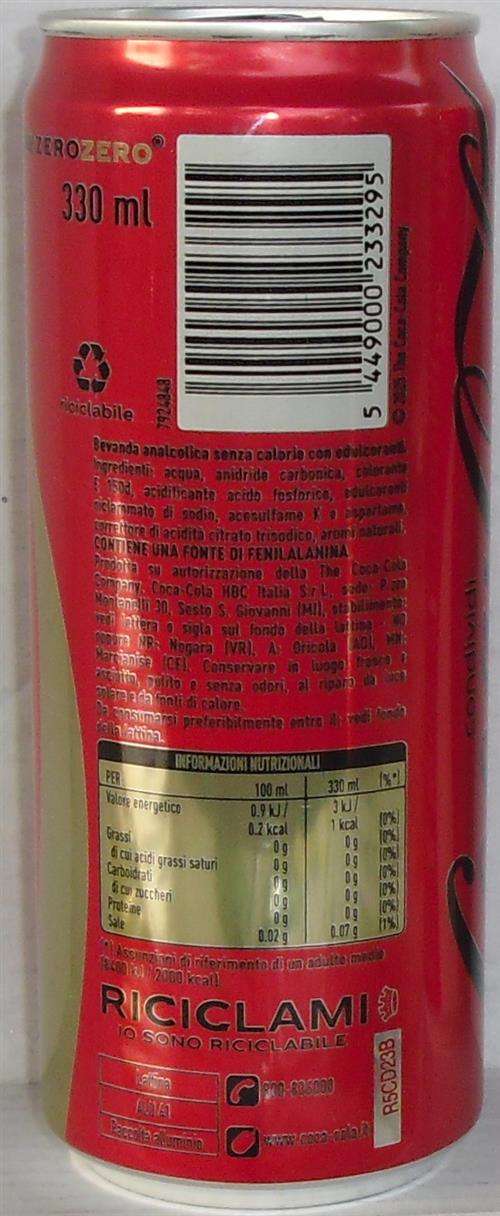 ZEROZERO®
330 ml
riciclabile
7924848
5 449000 233295
The Coca-Cola Company
Bevanda analcolica senza calorie con edulcoranti.
Ingredienti: acqua, anidride carbonica, colorante
E 150d, acidificante acido fosforico, edulcoranti
ciclammato di sodio, acesulfame K e aspartame,
correttore di acidità citrato trisodico, aromi naturali.
CONTIENE UNA FONTE DI FENILALANINA.
Prodotta su autorizzazione della The Coca-Cola
Company, Coca-Cola HBC Italia S.r.L., sede: P.zza
Montanelli 30, Sesto S. Giovanni (MI), stabilimento:
vedi lettera o sigla sul fondo della lattina - NO
oppure NR: Nogara (VR), A: Oricola (AQ), MN:
Marcianise (CE). Conservare in luogo fresco e
asciutto, pulito e senza odori, al riparo da luce
solare e da fonti di calore.
Da consumarsi preferibilmente entro il: vedi fondo
della lattina.
INFORMAZIONI NUTRIZIONALI
PER 100 ml 330 ml (%*)
Valore energetico 0.9 kJ/ 3 kJ/
0.2 kcal 1 kcal (0%)
Grassi 0 g 0 g (0%)
di cui acidi grassi saturi 0 g 0 g (0%)
Carboidrati 0 g 0 g (0%)
di cui zuccheri 0 g 0 g (0%)
Proteine 0 g 0 g (0%)
Sale 0.02 g 0.07 g (1%)
(*) Assunzioni di riferimento di un adulto medio
(8400 kJ / 2000 kcal)
RICICLAMI
IO SONO RICICLABILE
Lattina
ALU 41
Raccolta alluminio
800-836000
www.coca-cola.it
R5CD23B
condividi